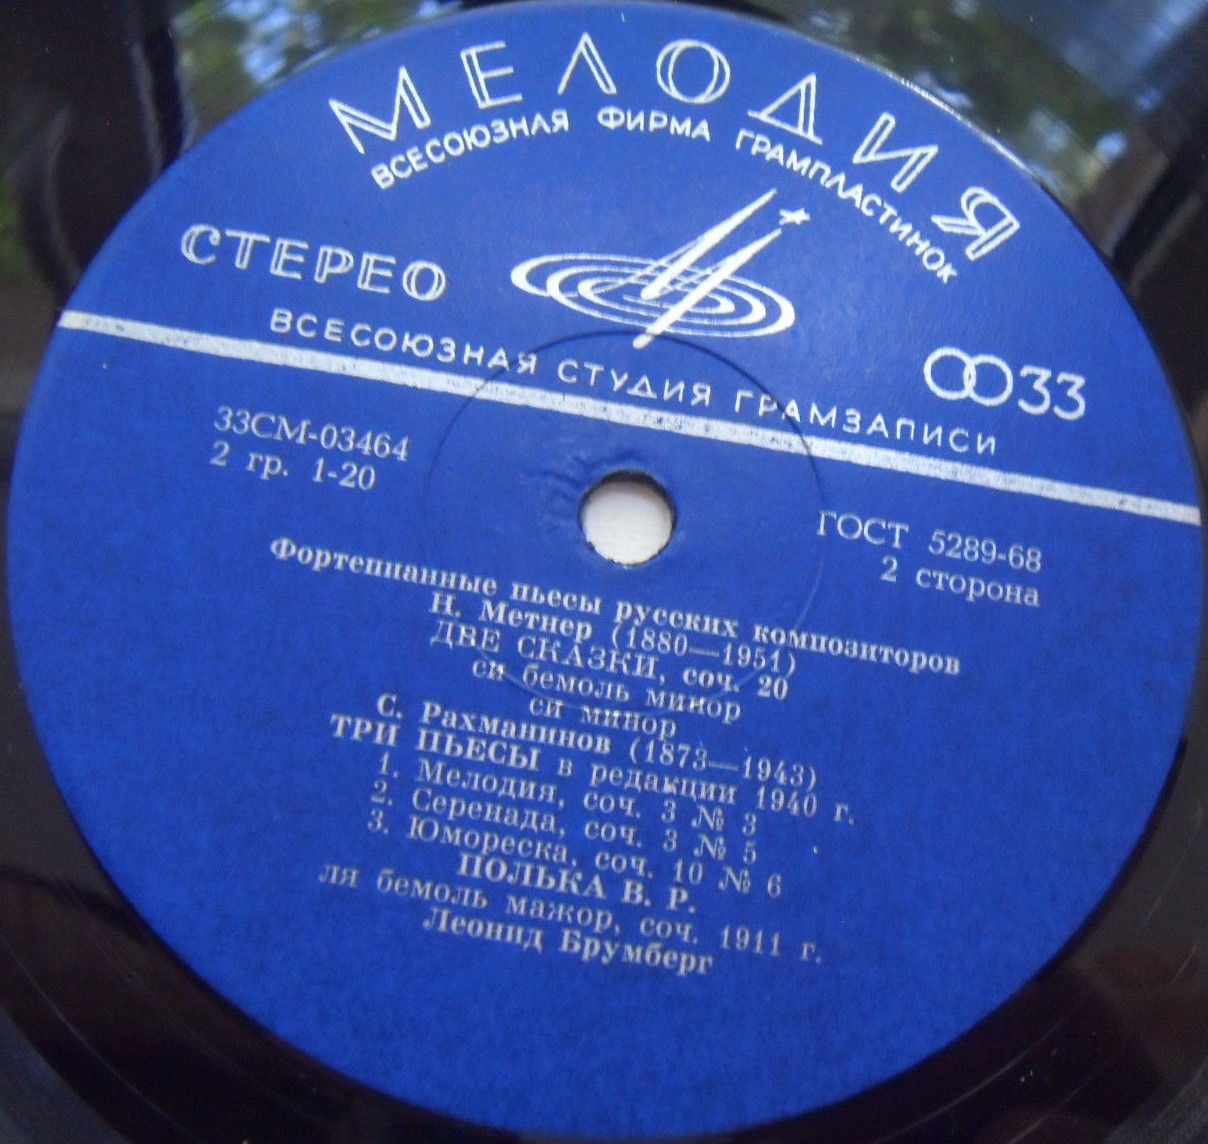 МЕЛОДИЯ
ВСЕСОЮЗНАЯ ФИРМА ГРАМПЛАСТИНОК
СТЕРЕО
33
ВСЕСОЮЗНАЯ СТУДИЯ ГРАМЗАПИСИ
33СМ-03464
2 гр. 1-20
ГОСТ 5289-68
2 сторона
Фортепианные пьесы русских композиторов
Н. Метнер (1880—1951)
ДВЕ СКАЗКИ, соч. 20
си бемоль минор
си минор
С. Рахманинов (1873—1943)
ТРИ ПЬЕСЫ в редакции 1940 г.
1. Мелодия, соч. 3 № 3
2. Серенада, соч. 3 № 5
3. Юмореска, соч. 10 № 6
ПОЛЬКА В. Р.
ля бемоль мажор, соч. 1911 г.
Леонид Брумберг